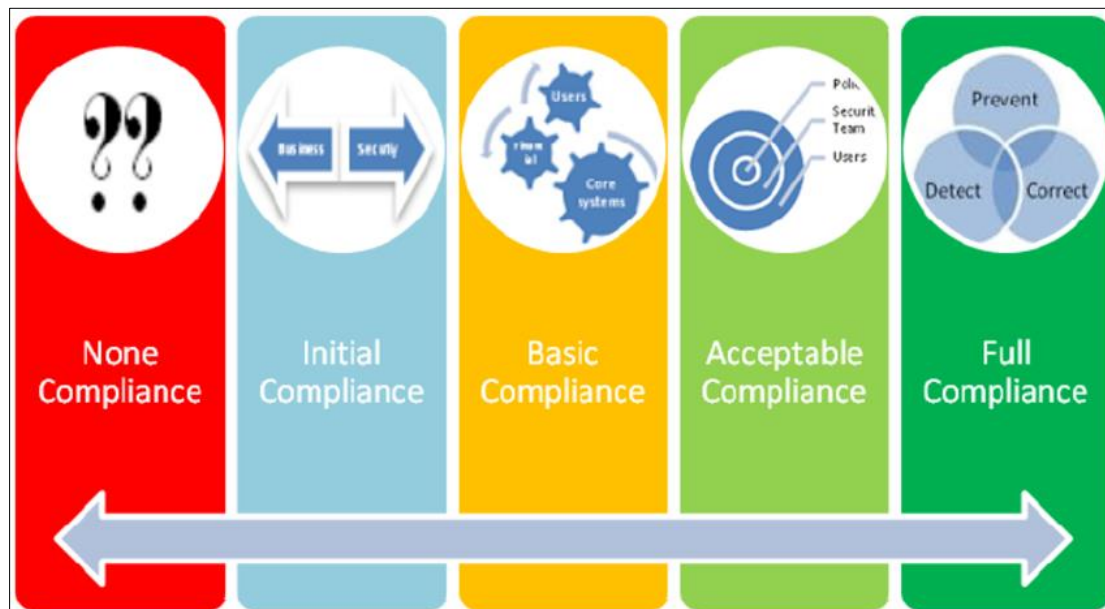 ??
Business
Security
Users
Core
systems
Security
Team
Users
Prevent
Detect
Correct
None
Compliance
Initial
Compliance
Basic
Compliance
Acceptable
Compliance
Full
Compliance